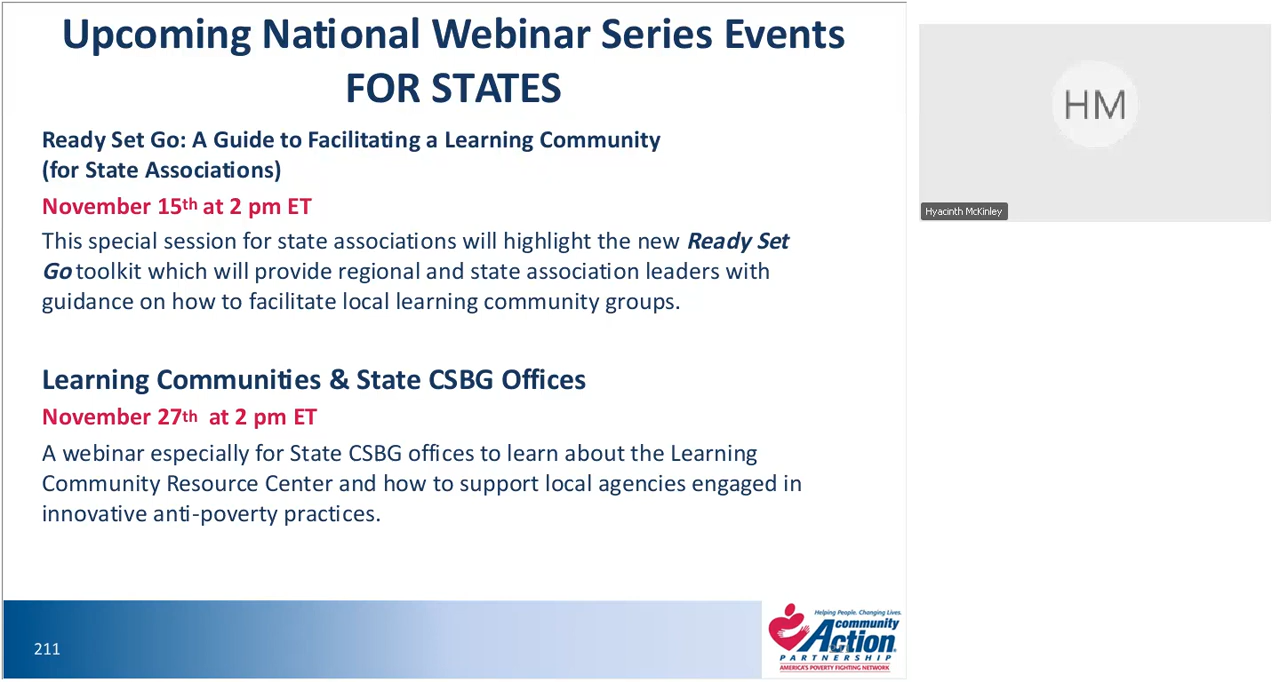 Upcoming National Webinar Series Events
FOR STATES
Ready Set Go: A Guide to Facilitating a Learning Community
(for State Associations)
November 15th at 2 pm ET
This special session for state associations will highlight the new Ready Set
Go toolkit which will provide regional and state association leaders with
guidance on how to facilitate local learning community groups.
Learning Communities & State CSBG Offices
November 27th at 2 pm ET
A webinar especially for State CSBG offices to learn about the Learning
Community Resource Center and how to support local agencies engaged in
innovative anti-poverty practices.
211
Helping People. Changing Lives.
community
Action
PARTNERSHIP
AMERICA'S POVERTY FIGHTING NETWORK
HM
Hyacinth McKinley